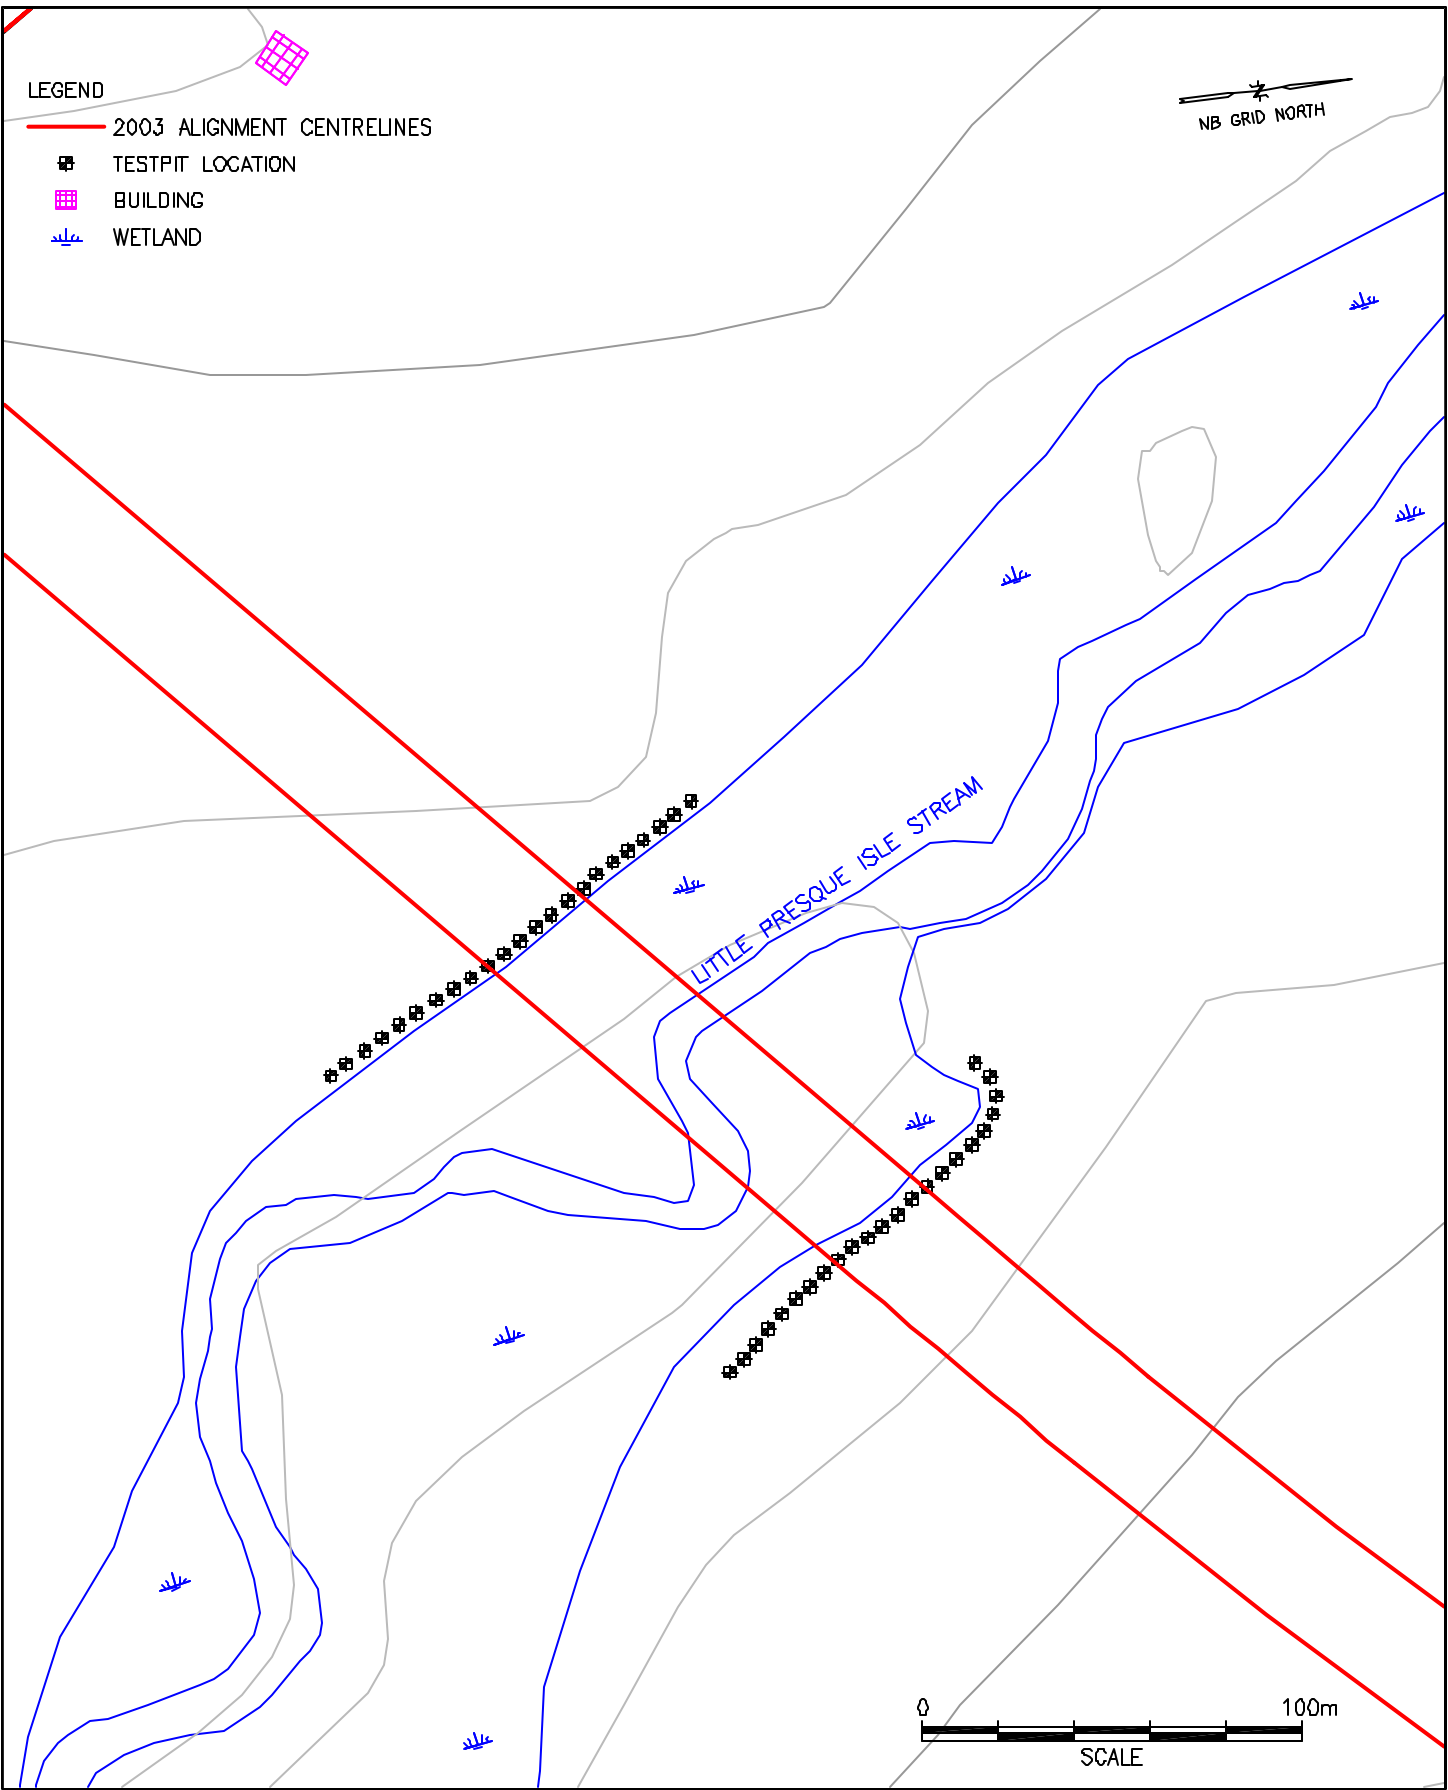 LEGEND
2003 ALIGNMENT CENTRELINES
TESTPIT LOCATION
BUILDING
WETLAND
N
NB GRID NORTH
LITTLE PRESQUE ISLE STREAM
0 100m
SCALE